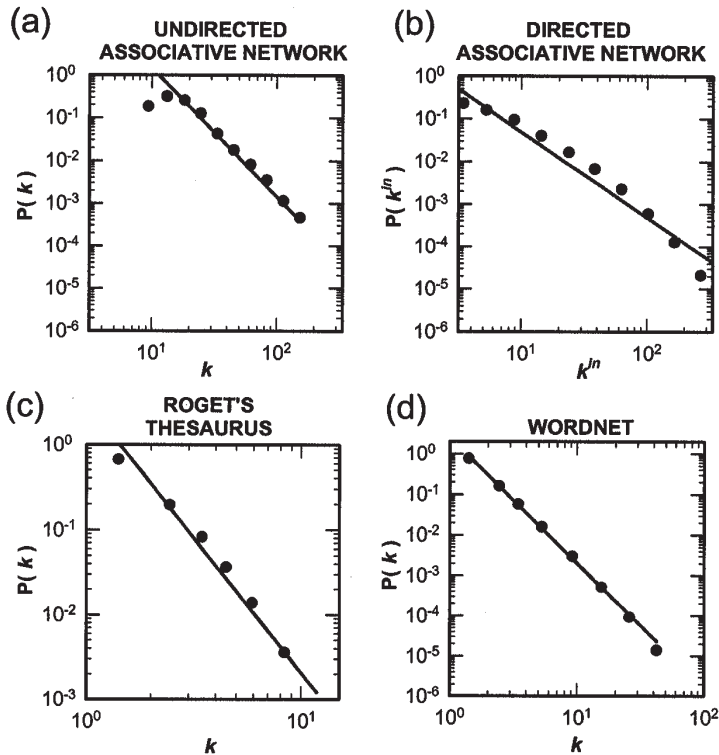 (a)
UNDIRECTED
ASSOCIATIVE NETWORK
10^0
10^-1
10^-2
10^-3
10^-4
10^-5
10^-6
P(k)
10^1 10^2
k
(b)
DIRECTED
ASSOCIATIVE NETWORK
10^0
10^-1
10^-2
10^-3
10^-4
10^-5
10^-6
P(k^in)
10^1 10^2
k^in
(c)
ROGET'S
THESAURUS
10^0
10^-1
10^-2
10^-3
P(k)
10^0 10^1
k
(d)
WORDNET
10^0
10^-1
10^-2
10^-3
10^-4
10^-5
10^-6
P(k)
10^0 10^1 10^2
k